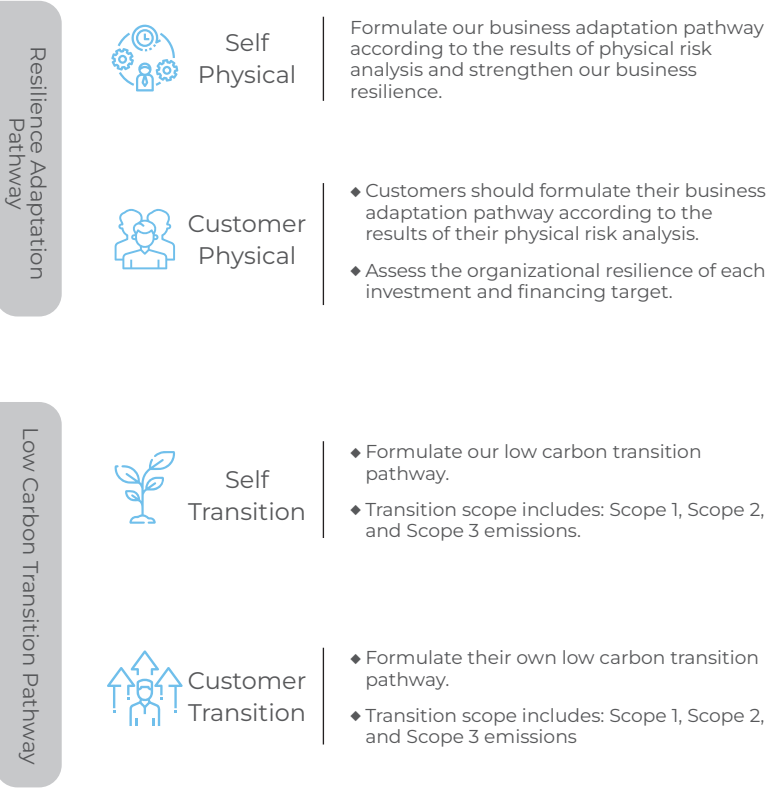 Resilience Adaptation
Pathway
Self
Physical
Formulate our business adaptation pathway
according to the results of physical risk
analysis and strengthen our business
resilience.
Customer
Physical
◆ Customers should formulate their business
adaptation pathway according to the
results of their physical risk analysis.
◆ Assess the organizational resilience of each
investment and financing target.
Low Carbon Transition Pathway
Self
Transition
◆ Formulate our low carbon transition
pathway.
◆ Transition scope includes: Scope 1, Scope 2,
and Scope 3 emissions.
Customer
Transition
◆ Formulate their own low carbon transition
pathway.
◆ Transition scope includes: Scope 1, Scope 2,
and Scope 3 emissions